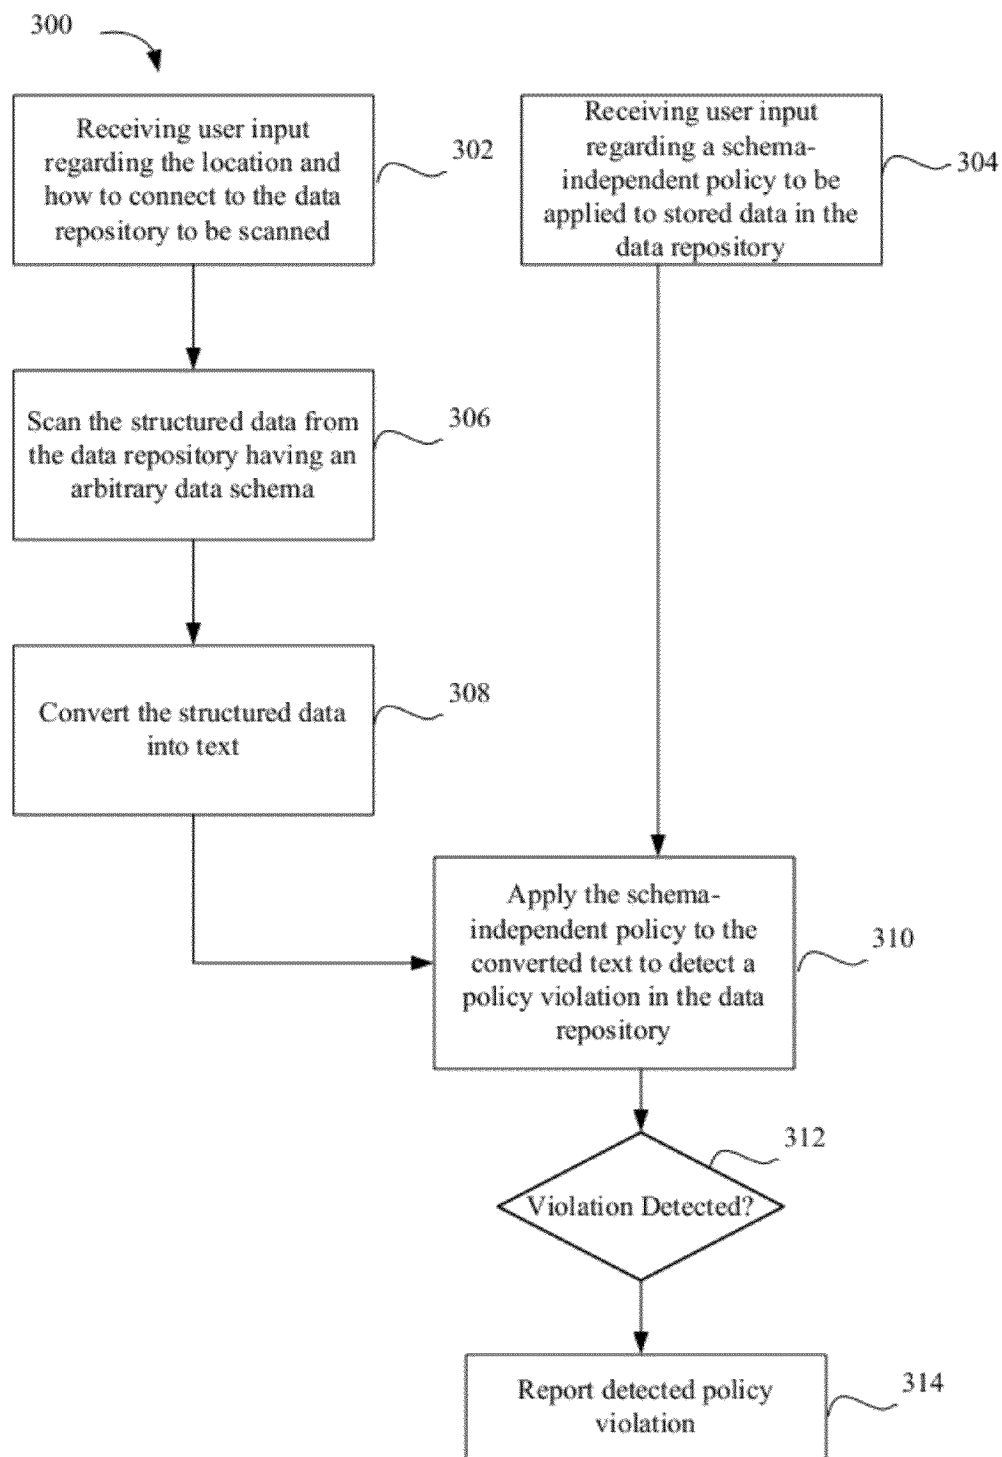 300
Receiving user input
regarding the location and
how to connect to the data
repository to be scanned
302
Receiving user input
regarding a schema-
independent policy to be
applied to stored data in the
data repository
304
Scan the structured data from
the data repository having an
arbitrary data schema
306
Convert the structured data
into text
308
Apply the schema-
independent policy to the
converted text to detect a
policy violation in the data
repository
310
312
Violation Detected?
Report detected policy
violation
314